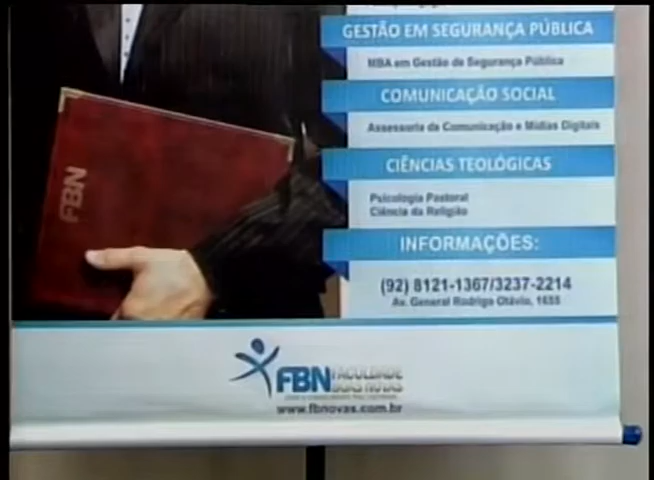 GESTÃO EM SEGURANÇA PÚBLICA
MBA em Gestão de Segurança Pública
COMUNICAÇÃO SOCIAL
Assessoria de Comunicação e Mídias Digitais
CIÊNCIAS TEOLÓGICAS
Psicologia Pastoral
Ciência da Religião
INFORMAÇÕES:
(92) 8121-1367/3237-2214
Av. General Rodrigo Otávio, 1655
FBN
FBN FACULDADE
BOAS NOVAS
www.fbnovas.com.br